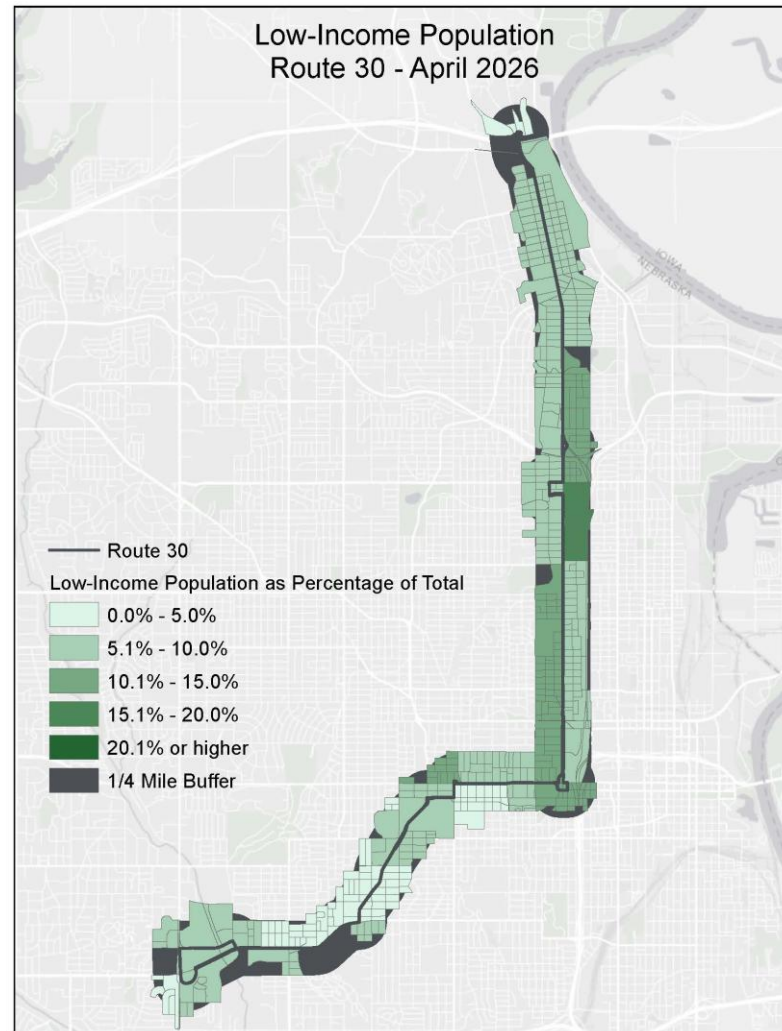 Low-Income Population
Route 30 - April 2026
IOWA
NEBRASKA
Route 30
Low-Income Population as Percentage of Total
0.0% - 5.0%
5.1% - 10.0%
10.1% - 15.0%
15.1% - 20.0%
20.1% or higher
1/4 Mile Buffer